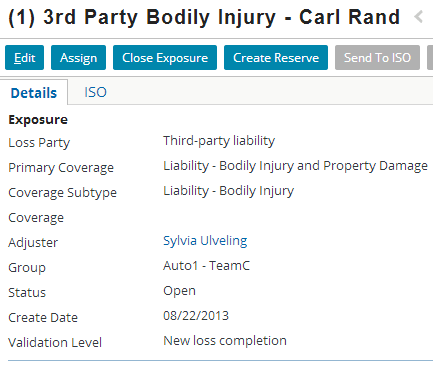 (1) 3rd Party Bodily Injury - Carl Rand
Edit Assign Close Exposure Create Reserve Send To ISO
Details ISO
Exposure
Loss Party Third-party liability
Primary Coverage Liability - Bodily Injury and Property Damage
Coverage Subtype Liability - Bodily Injury
Coverage
Adjuster Sylvia Ulveling
Group Auto1 - TeamC
Status Open
Create Date 08/22/2013
Validation Level New loss completion